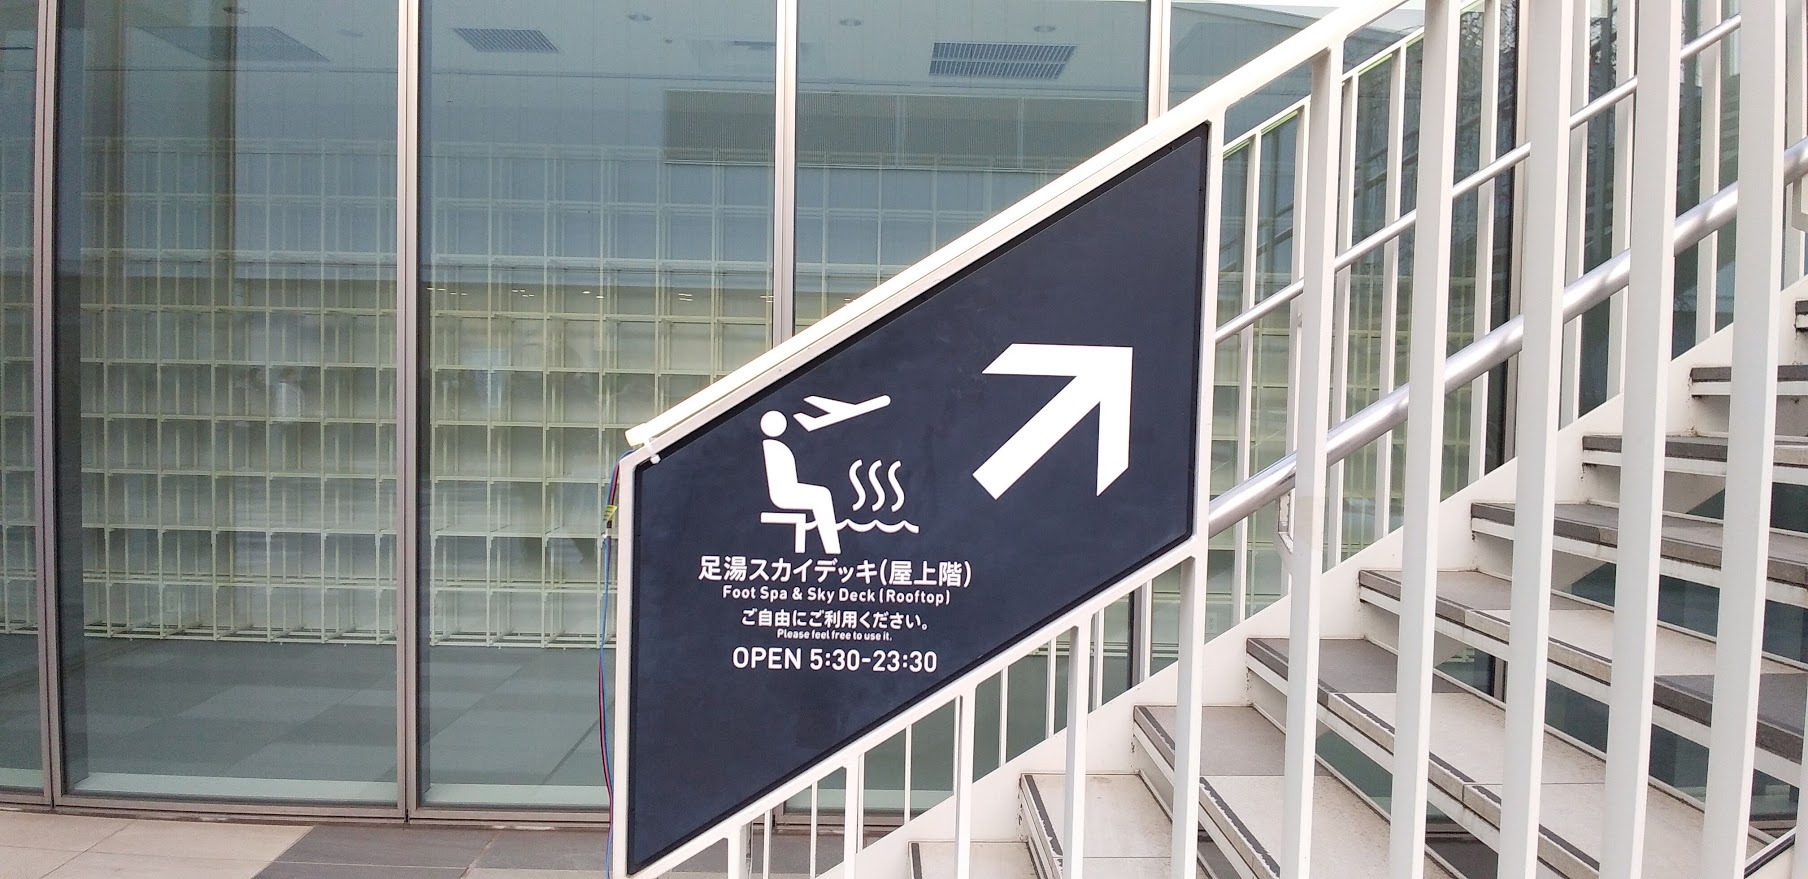 足湯スカイデッキ(屋上階)
Foot Spa & Sky Deck (Rooftop)
ご自由にご利用ください。
Please feel free to use it.
OPEN 5:30-23:30